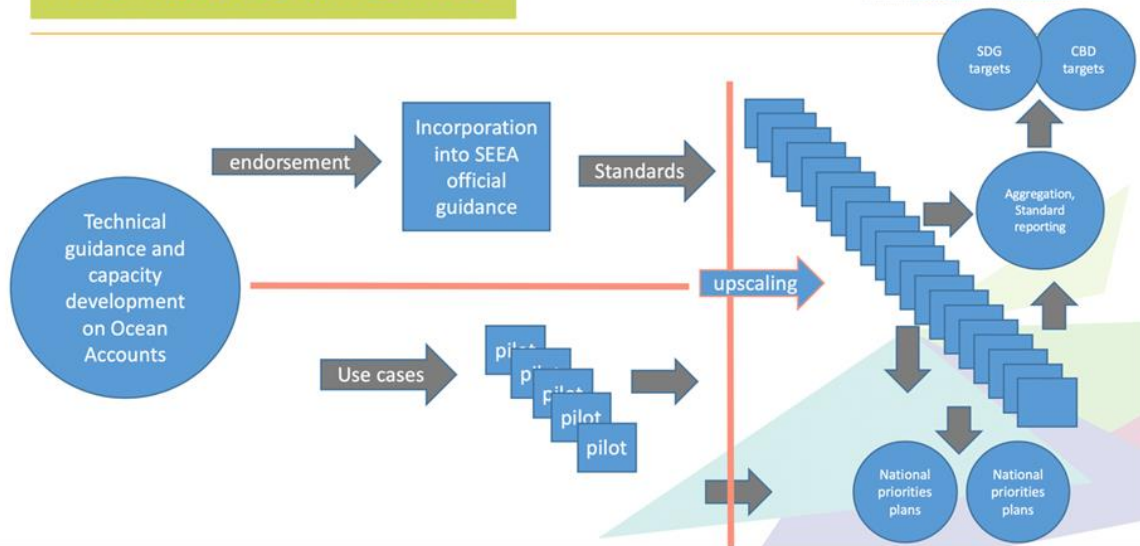 SDG
targets
CBD
targets
endorsement
Incorporation
into SEEA
official
guidance
Standards
Aggregation,
Standard
reporting
Technical
guidance and
capacity
development
on Ocean
Accounts
upscaling
Use cases
pilot
pilot
pilot
pilot
pilot
National
priorities
plans
National
priorities
plans